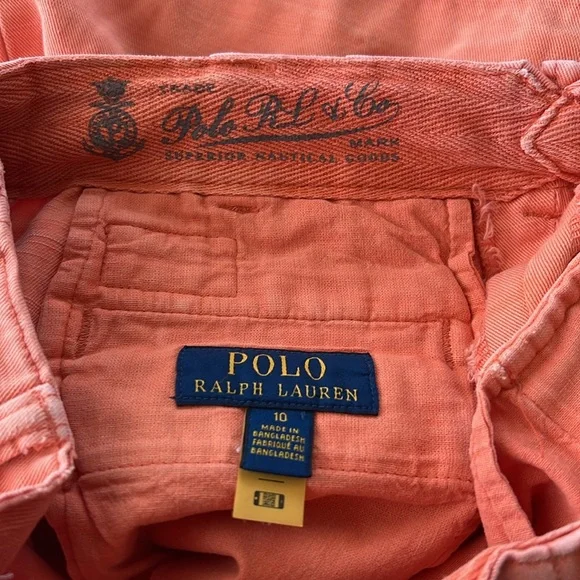 TRADE
Polo R.L. & Co.
MARK
SUPERIOR NAUTICAL GOODS
POLO
RALPH LAUREN
10
MADE IN
BANGLADESH
FABRIQUÉ AU
BANGLADESH